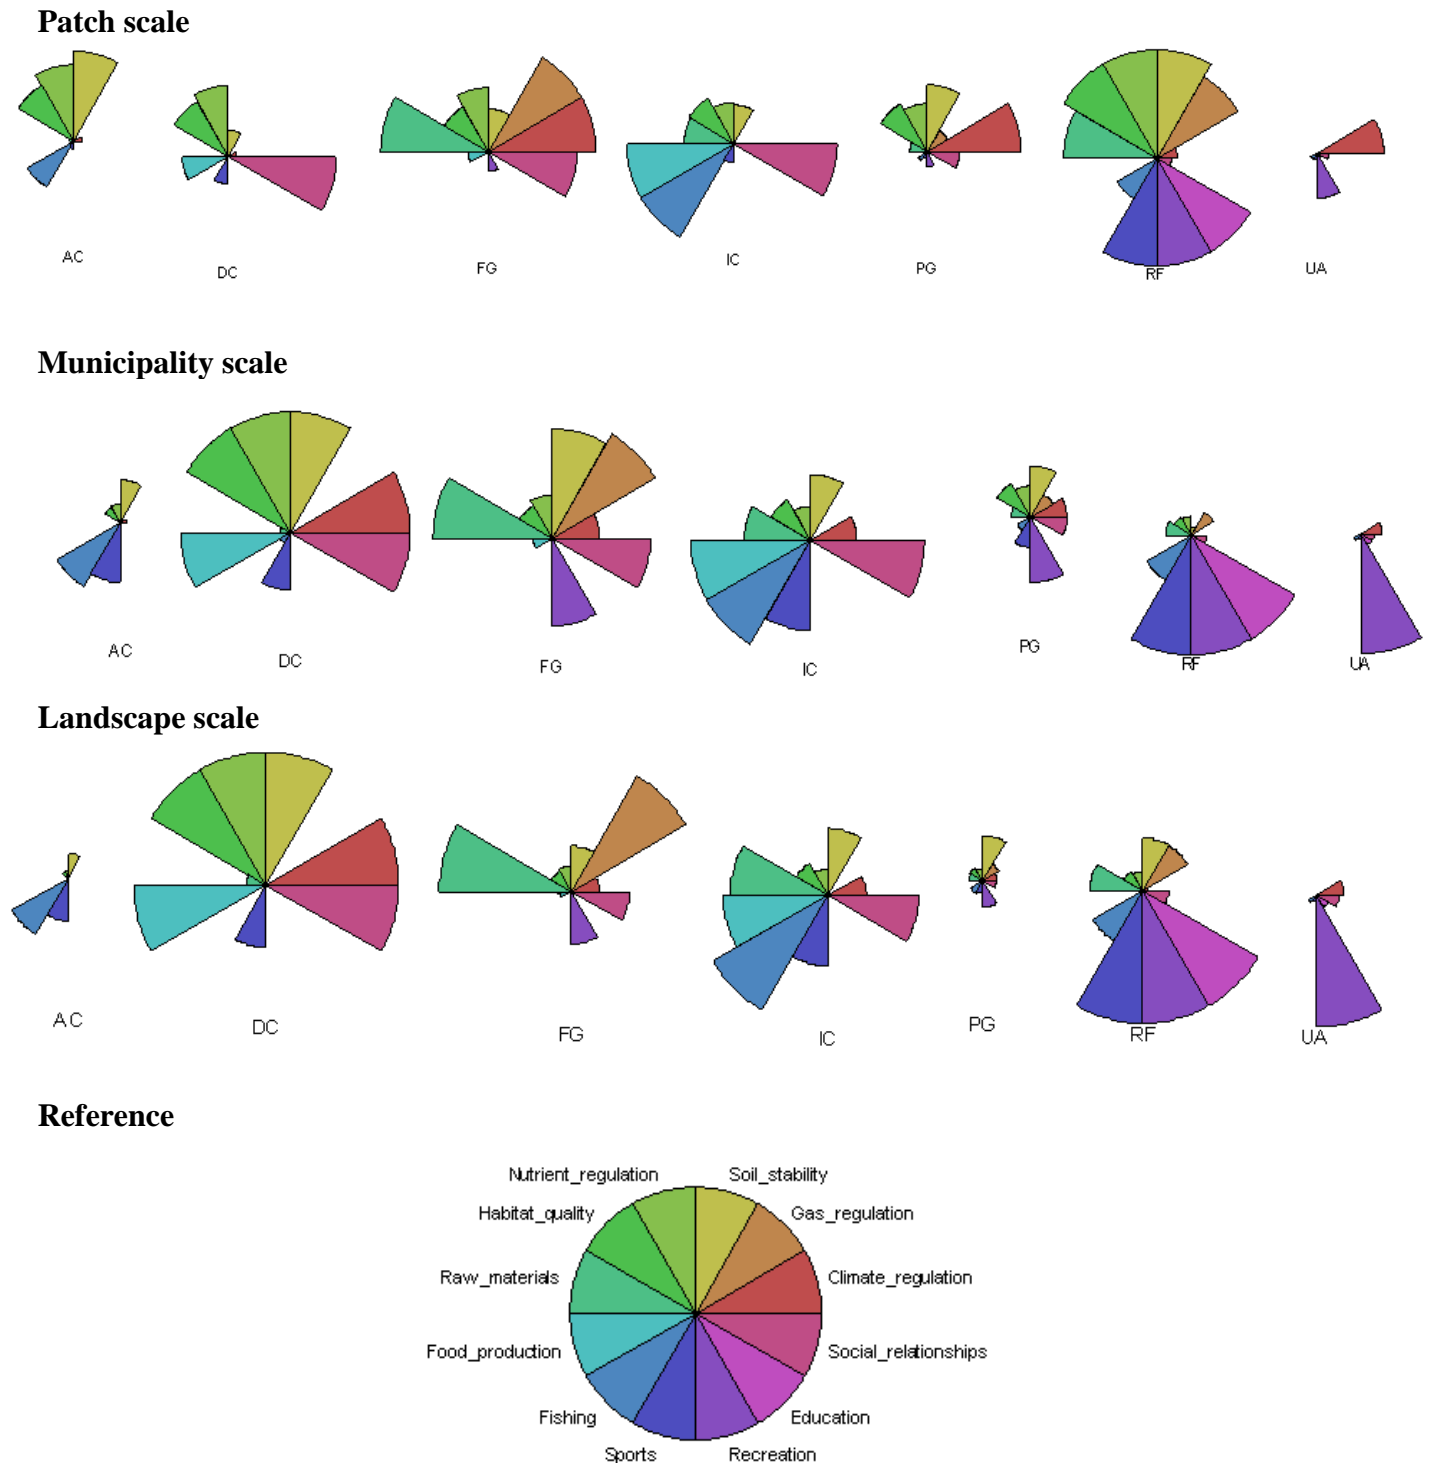 Patch scale
AC DC FG IC PG RF UA
Municipality scale
AC DC FG IC PG RF UA
Landscape scale
AC DC FG IC PG RF UA
Reference
Nutrient_regulation Soil_stability
Habitat_quality Gas_regulation
Raw_materials Climate_regulation
Food_production Social_relationships
Fishing Education
Sports Recreation